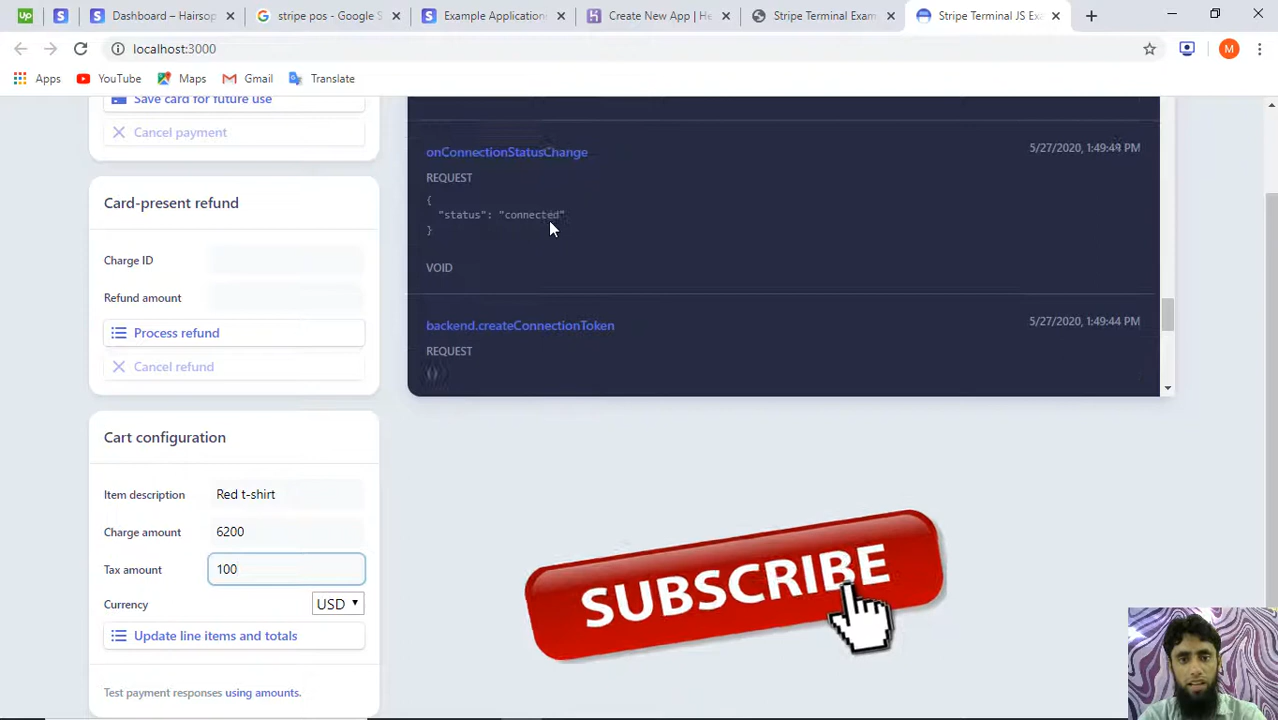 Dashboard – Hairsop
stripe pos - Google S
Example Application
Create New App | He
Stripe Terminal Exam
Stripe Terminal JS Exa
localhost:3000
M
Apps
YouTube
Maps
Gmail
Translate
Save card for future use
Cancel payment
Card-present refund
Charge ID
Refund amount
Process refund
Cancel refund
Cart configuration
Item description Red t-shirt
Charge amount 6200
Tax amount 100
Currency USD
Update line items and totals
Test payment responses using amounts.
onConnectionStatusChange 5/27/2020, 1:49:44 PM
REQUEST
{
"status": "connected"
}
VOID
backend.createConnectionToken 5/27/2020, 1:49:44 PM
REQUEST
SUBSCRIBE